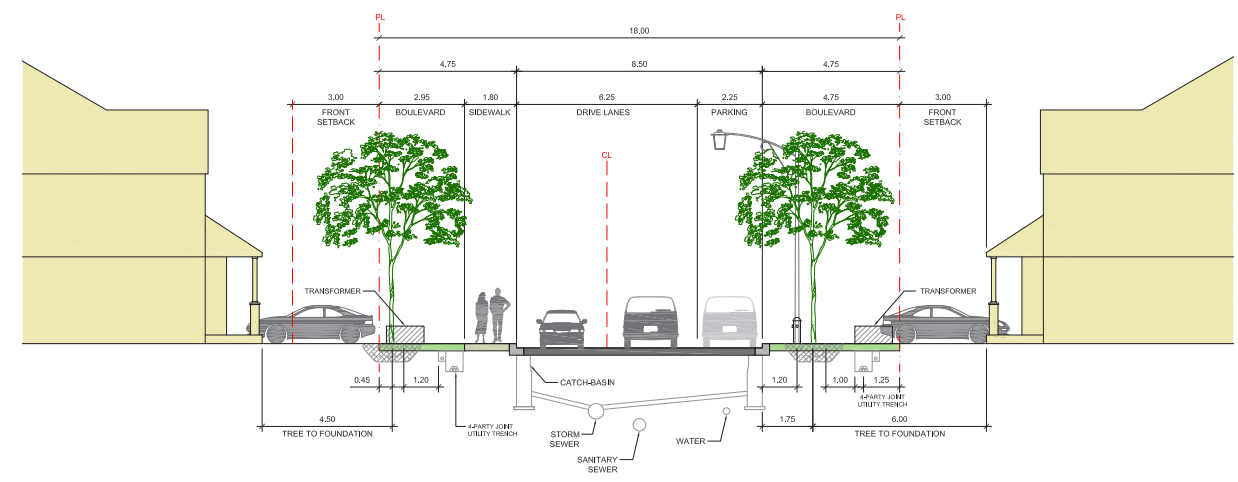 PL
PL
18.00
4.75
8.50
4.75
3.00
2.95
1.80
6.25
2.25
4.75
3.00
FRONT
SETBACK
BOULEVARD
SIDEWALK
DRIVE LANES
PARKING
BOULEVARD
FRONT
SETBACK
CL
TRANSFORMER
TRANSFORMER
0.45
1.20
CATCH-BASIN
1.20
1.00
1.25
4-PARTY JOINT
UTILITY TRENCH
4.50
TREE TO FOUNDATION
4-PARTY JOINT
UTILITY TRENCH
STORM
SEWER
SANITARY
SEWER
WATER
1.75
6.00
TREE TO FOUNDATION